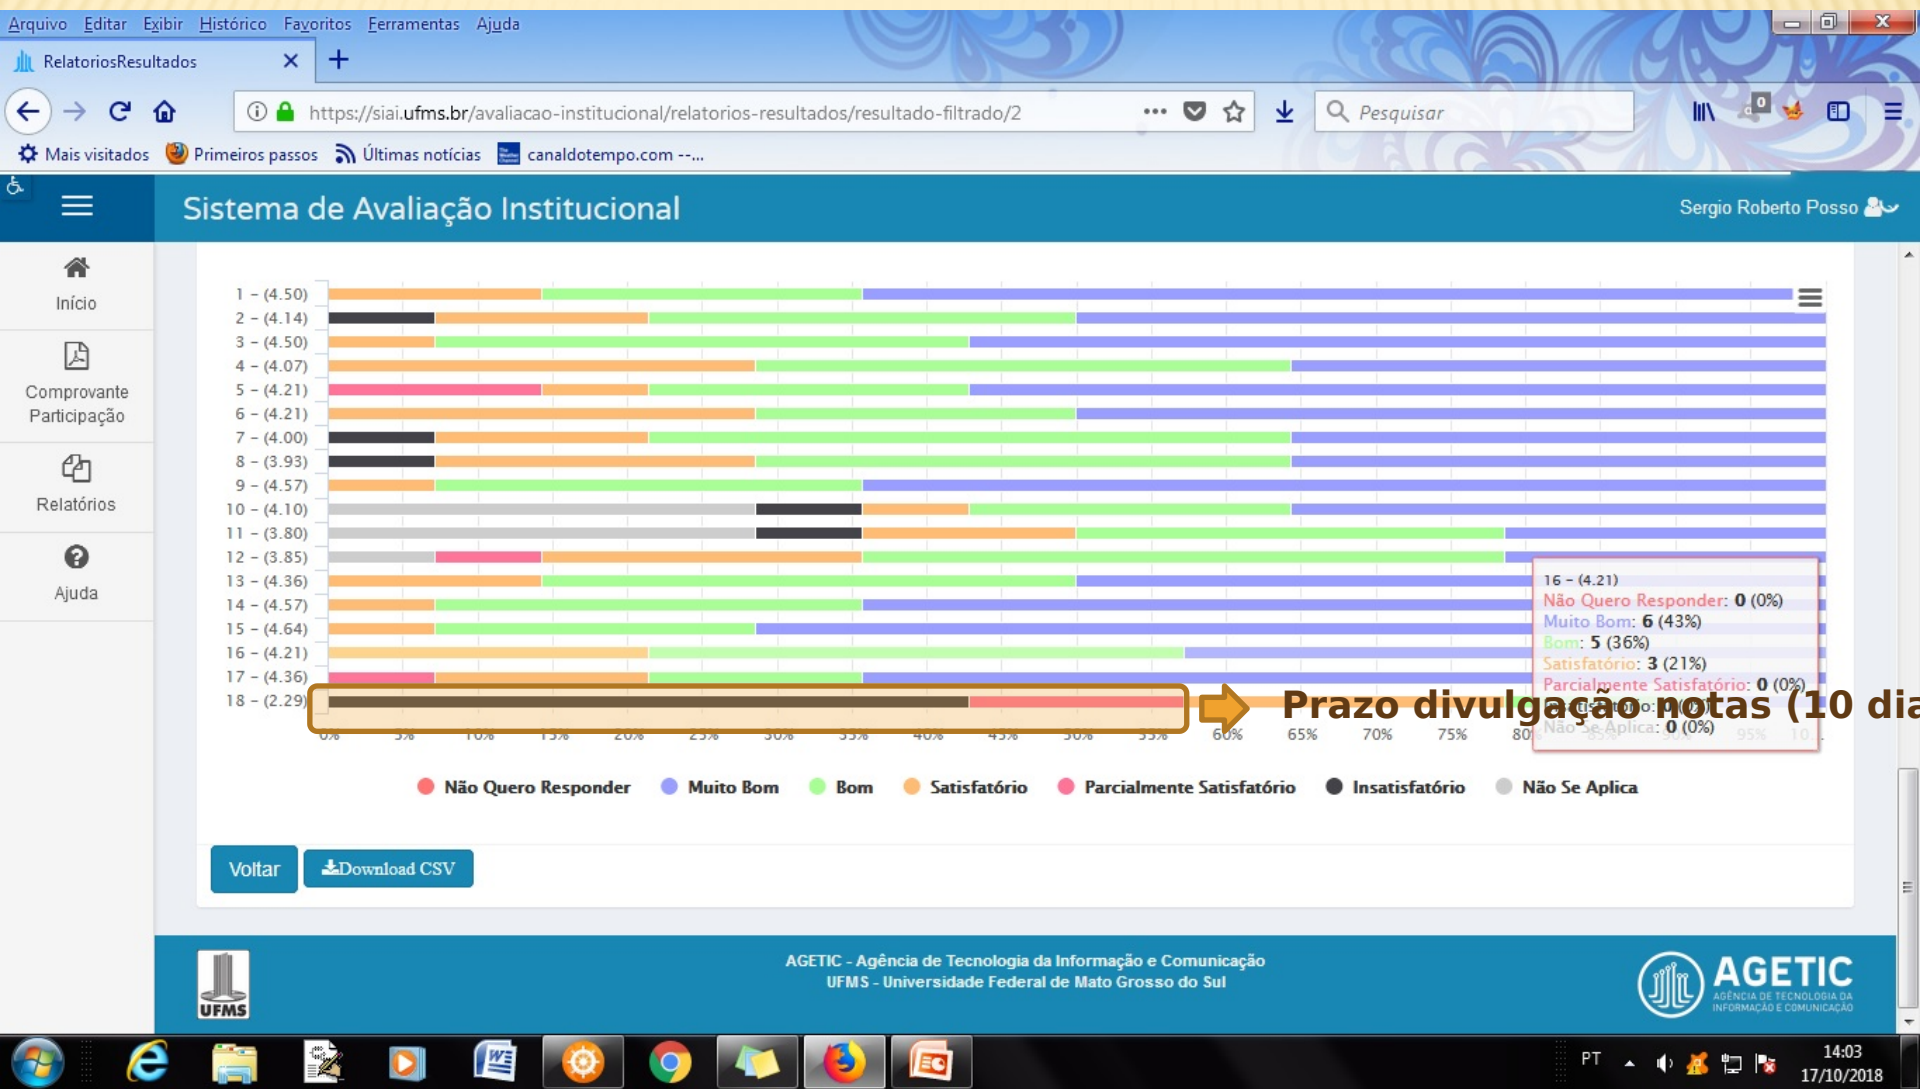 Arquivo Editar Exibir Histórico Favoritos Ferramentas Ajuda
RelatoriosResultados
https://siai.ufms.br/avaliacao-institucional/relatorios-resultados/resultado-filtrado/2
Pesquisar
0
Mais visitados Primeiros passos Últimas notícias canaldotempo.com --...
Sistema de Avaliação Institucional
Sergio Roberto Posso
Início
Comprovante
Participação
Relatórios
Ajuda
1 - (4.50)
2 - (4.14)
3 - (4.50)
4 - (4.07)
5 - (4.21)
6 - (4.21)
7 - (4.00)
8 - (3.93)
9 - (4.57)
10 - (4.10)
11 - (3.80)
12 - (3.85)
13 - (4.36)
14 - (4.57)
15 - (4.64)
16 - (4.21)
17 - (4.36)
18 - (2.29)
16 - (4.21)
Não Quero Responder: 0 (0%)
Muito Bom: 6 (43%)
Bom: 5 (36%)
Satisfatório: 3 (21%)
Parcialmente Satisfatório: 0 (0%)
Insatisfatório: 0 (0%)
Não Se Aplica: 0 (0%)
Prazo divulgação notas (10 dia
0% 5% 10% 15% 20% 25% 30% 35% 40% 45% 50% 55% 60% 65% 70% 75% 80 85% 90% 95% 10...
Não Quero Responder Muito Bom Bom Satisfatório Parcialmente Satisfatório Insatisfatório Não Se Aplica
Voltar Download CSV
UFMS
AGETIC - Agência de Tecnologia da Informação e Comunicação
UFMS - Universidade Federal de Mato Grosso do Sul
AGETIC
AGÊNCIA DE TECNOLOGIA DA
INFORMAÇÃO E COMUNICAÇÃO
PT
14:03
17/10/2018